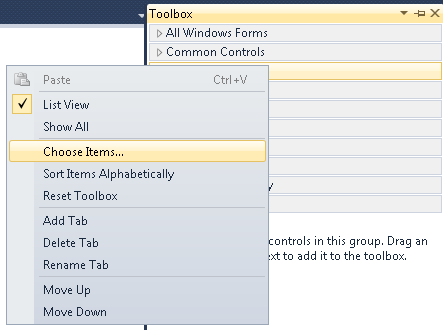 Toolbox
All Windows Forms
Common Controls
Paste Ctrl+V
List View
Show All
Choose Items...
Sort Items Alphabetically
Reset Toolbox
Add Tab
Delete Tab
Rename Tab
Move Up
Move Down
controls in this group. Drag an
to add it to the toolbox.